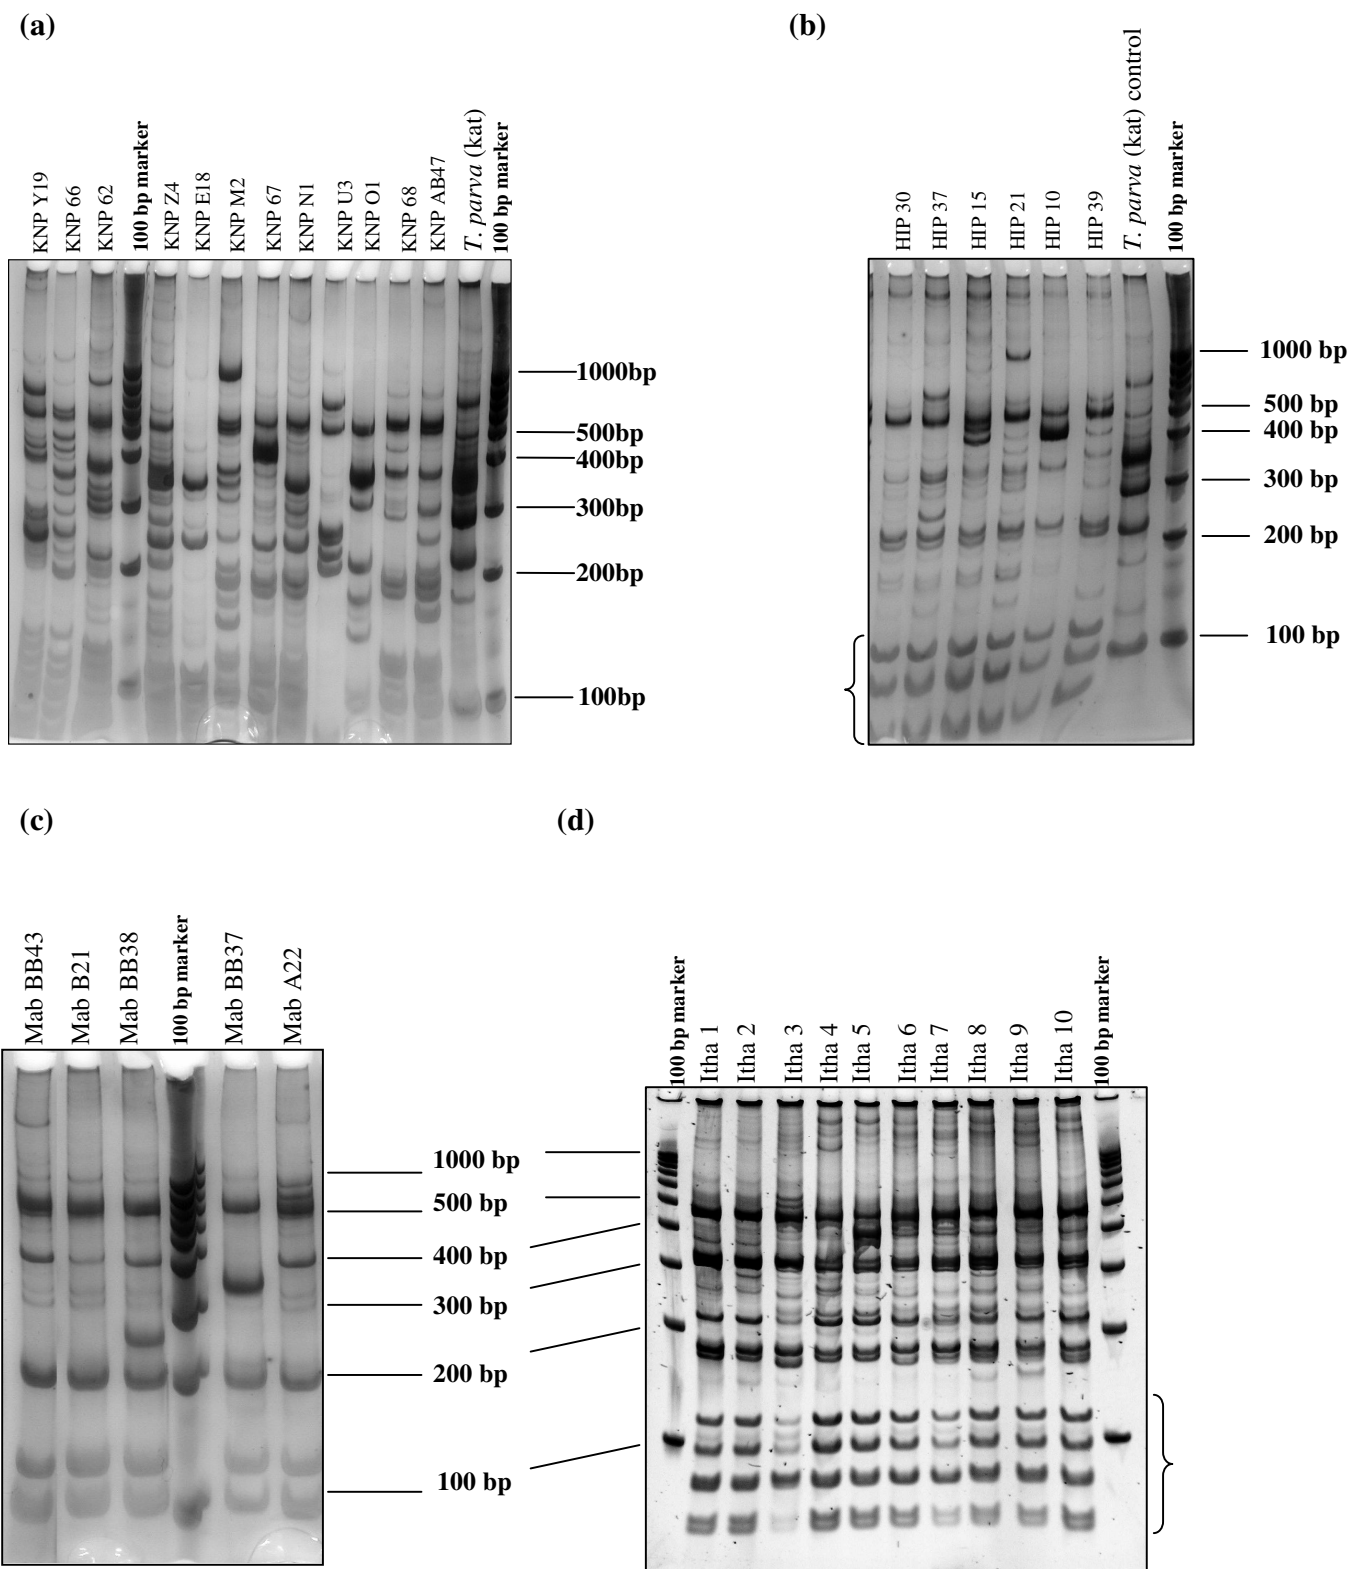 (a)
KNP Y19
KNP 66
KNP 62
100 bp marker
KNP Z4
KNP E18
KNP M2
KNP 67
KNP N1
KNP U3
KNP O1
KNP 68
KNP AB47
T. parva (kat)
100 bp marker
1000bp
500bp
400bp
300bp
200bp
100bp
(b)
HIP 30
HIP 37
HIP 15
HIP 21
HIP 10
HIP 39
T. parva (kat) control
100 bp marker
1000 bp
500 bp
400 bp
300 bp
200 bp
100 bp
(c)
Mab BB43
Mab B21
Mab BB38
100 bp marker
Mab BB37
Mab A22
1000 bp
500 bp
400 bp
300 bp
200 bp
100 bp
(d)
100 bp marker
Itha 1
Itha 2
Itha 3
Itha 4
Itha 5
Itha 6
Itha 7
Itha 8
Itha 9
Itha 10
100 bp marker